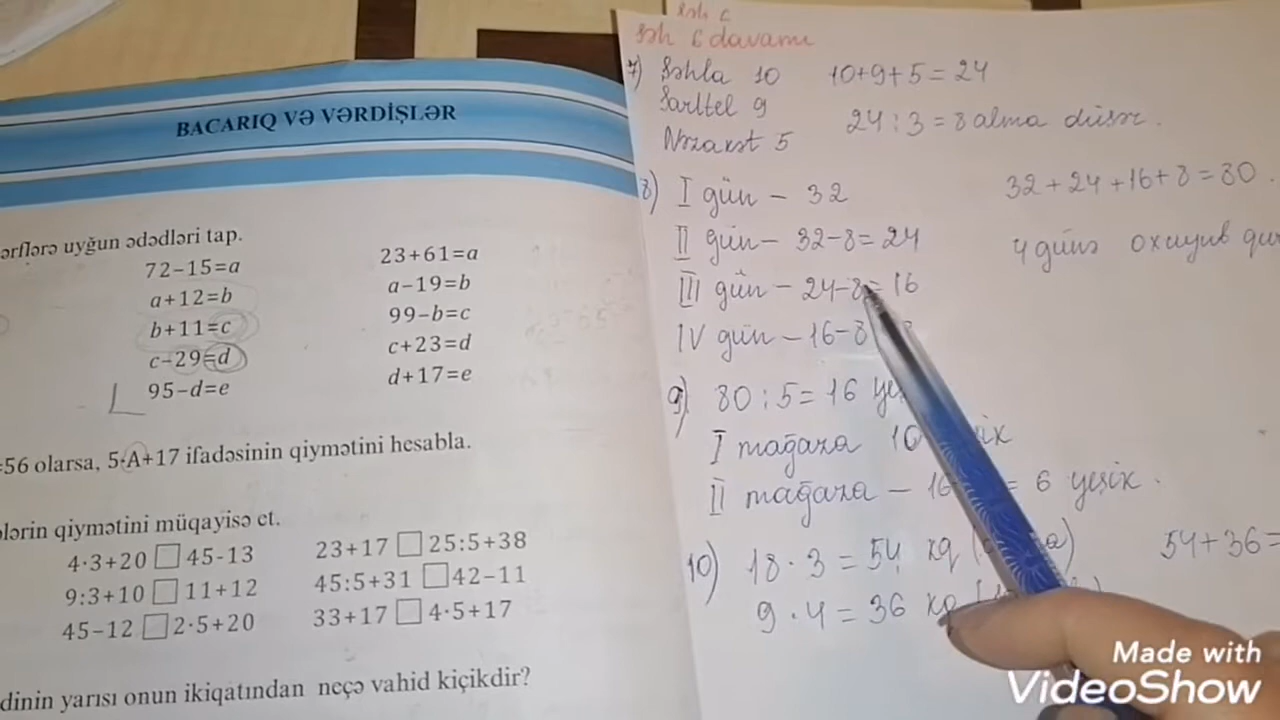 BACARIQ VƏ VƏRDİŞLƏR
ərflərə uyğun ədədləri tap.
72–15=a
a+12=b
b+11=c
c–29=d
95–d=e
23+61=a
a–19=b
99–b=c
c+23=d
d+17=e
=56 olarsa, 5·A+17 ifadəsinin qiymətini hesabla.
lərin qiymətini müqayisə et.
4·3+20 □ 45-13
9:3+10 □ 11+12
45–12 □ 2·5+20
23+17 □ 25:5+38
45:5+31 □ 42–11
33+17 □ 4·5+17
dinin yarısı onun ikiqatından neçə vahid kiçikdir?
səh 6 davamı
7) Şəhla 10 10+9+5=24
9
Nəzakət 5
24:3=8 alma düşər.
8) I gün – 32
II gün – 32–8=24
III gün – 24–8=16
IV gün – 16–8
32+24+16+8=80.
4 günə oxuyub
9) 80:5=16
I mağaza 10
II mağaza – 16 = 6 yeşik.
10) 18·3=54 kq
9·4=36 kq
54+36=
Made with
VideoShow